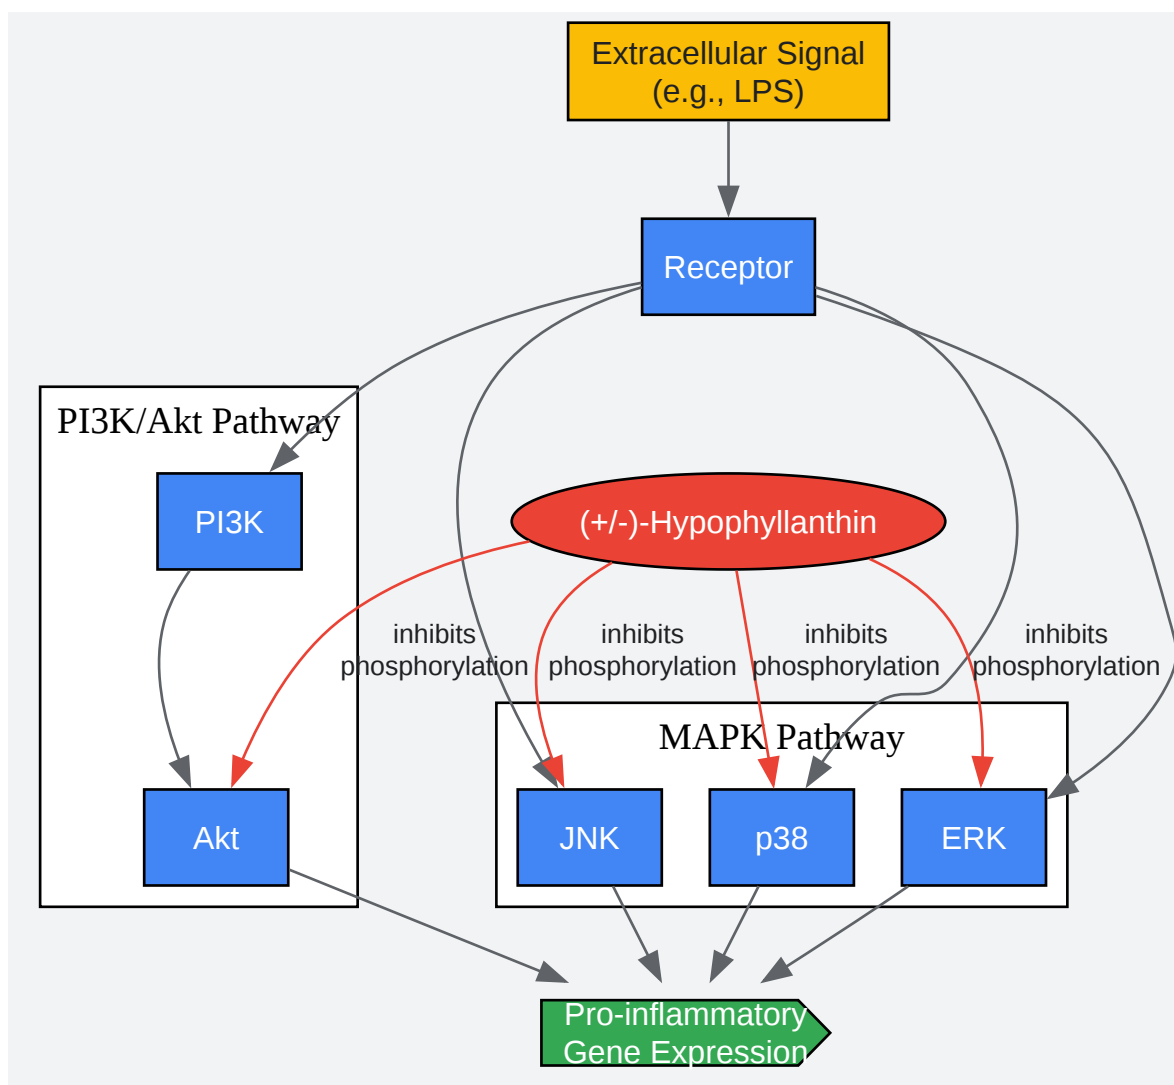 Extracellular Signal
(e.g., LPS)
Receptor
PI3K/Akt Pathway
PI3K
(+/-)-Hypophyllanthin
inhibits
phosphorylation
inhibits
phosphorylation
inhibits
phosphorylation
inhibits
phosphorylation
MAPK Pathway
Akt
JNK
p38
ERK
Pro-inflammatory
Gene Expression